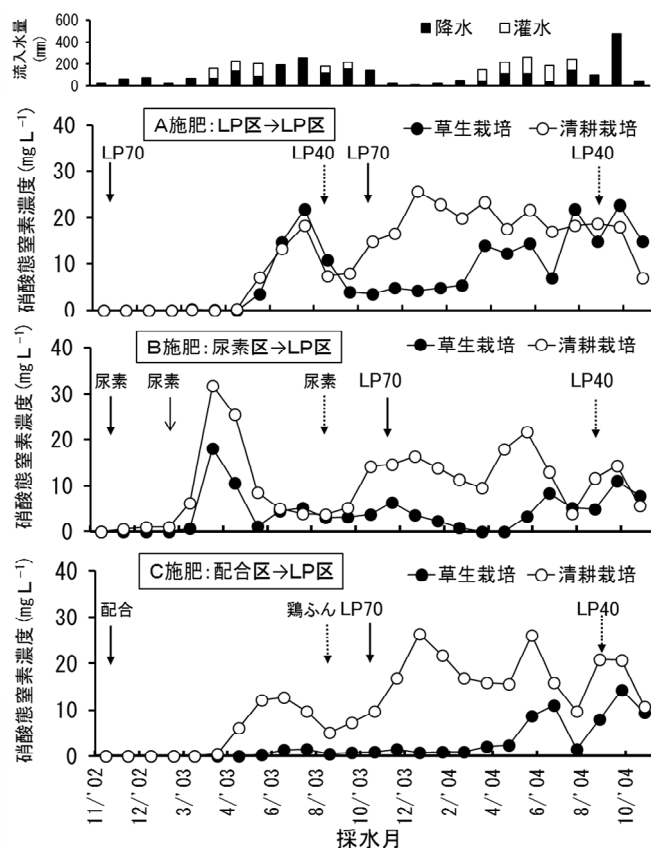 流入水量
(mm)
600
400
200
0
■降水 □灌水
硝酸態窒素濃度(mg L⁻¹)
40
30
20
10
0
A施肥:LP区→LP区
●草生栽培 ○清耕栽培
LP70 LP40 LP70 LP40
硝酸態窒素濃度(mg L⁻¹)
40
30
20
10
0
B施肥:尿素区→LP区
●草生栽培 ○清耕栽培
尿素 尿素 尿素 LP70 LP40
硝酸態窒素濃度(mg L⁻¹)
40
30
20
10
0
C施肥:配合区→LP区
●草生栽培 ○清耕栽培
配合 鶏ふん LP70 LP40
11/'02 12/'02 3/'03 4/'03 6/'03 8/'03 10/'03 12/'03 2/'04 4/'04 6/'04 8/'04 10/'04
採水月